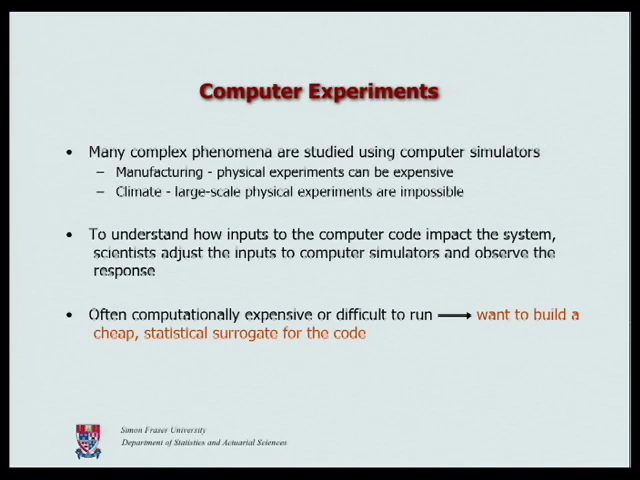 Computer Experiments
• Many complex phenomena are studied using computer simulators
– Manufacturing - physical experiments can be expensive
– Climate - large-scale physical experiments are impossible
• To understand how inputs to the computer code impact the system,
scientists adjust the inputs to computer simulators and observe the
response
• Often computationally expensive or difficult to run ⟶ want to build a
cheap, statistical surrogate for the code
Simon Fraser University
Department of Statistics and Actuarial Sciences